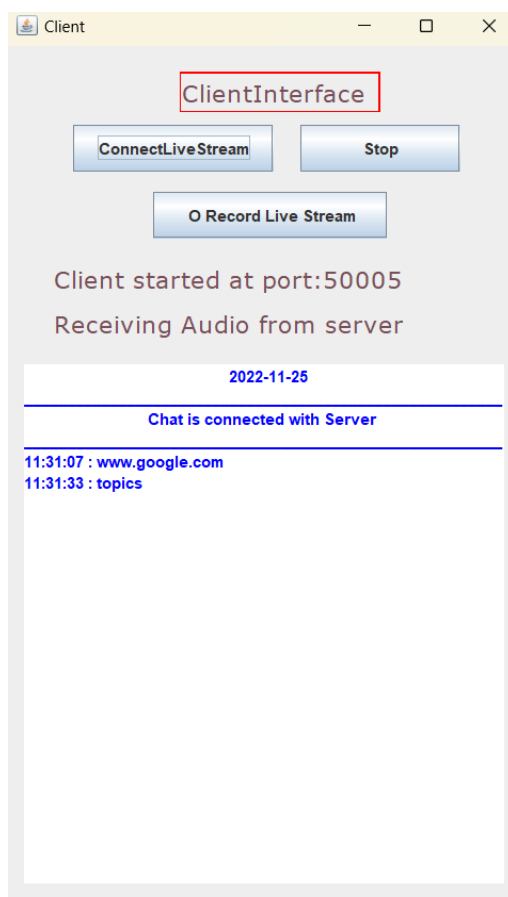 Client
ClientInterface
ConnectLiveStream Stop
O Record Live Stream
Client started at port:50005
Receiving Audio from server
2022-11-25
Chat is connected with Server
11:31:07 : www.google.com
11:31:33 : topics